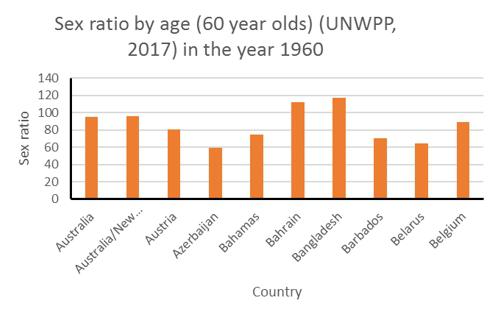 Sex ratio by age (60 year olds) (UNWPP,
2017) in the year 1960
140
120
100
80
60
40
20
0
Sex ratio
Australia
Australia/New...
Austria
Azerbaijan
Bahamas
Bahrain
Bangladesh
Barbados
Belarus
Belgium
Country